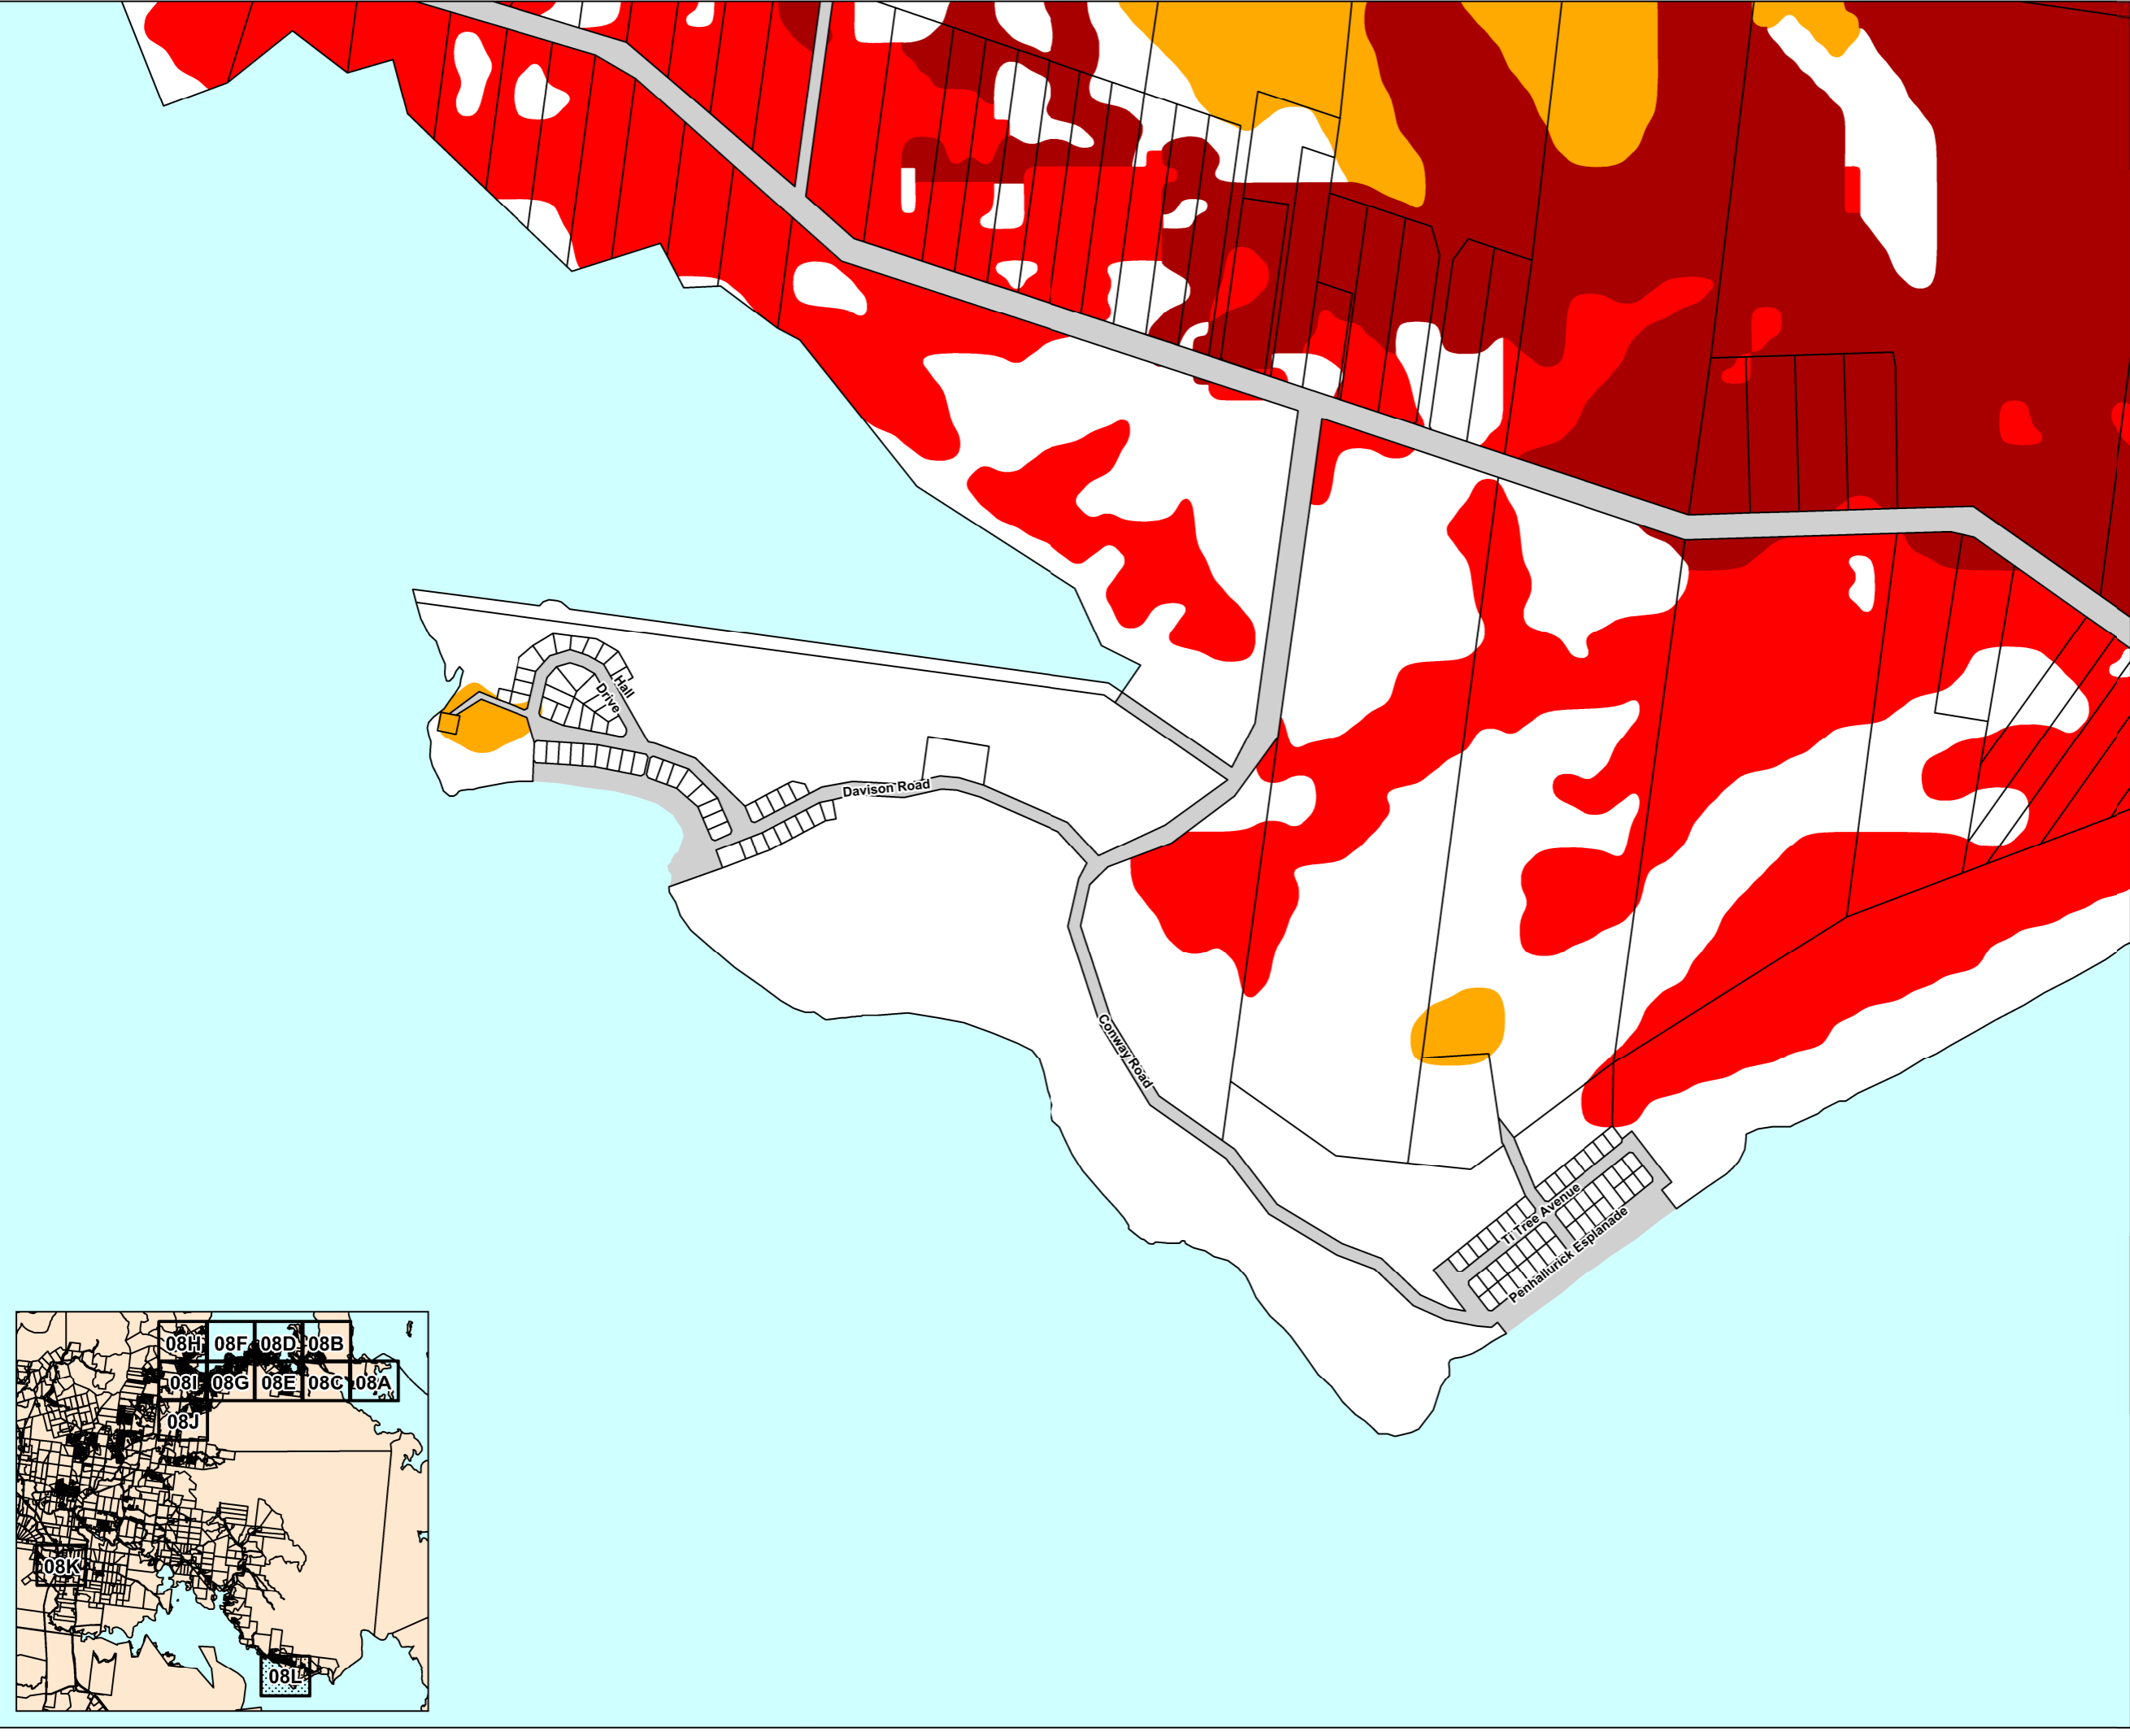 Hall
Drive
Davison Road
Conway Road
Ti Tree Avenue
Penhallurick Esplanade
08H 08F 08D 08B
08I 08G 08E 08C 08A
08J
08K
08L